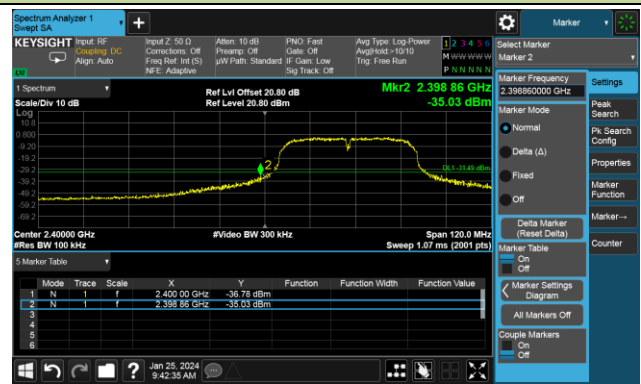 Spectrum Analyzer 1
Swept SA
+
Marker
KEYSIGHT
Input: RF
Coupling: DC
Align: Auto
Input Z: 50 Ω
Corrections: Off
Freq Ref: Int (S)
NFE: Adaptive
Atten: 10 dB
Preamp: Off
µW Path: Standard
PNO: Fast
Gate: Off
IF Gain: Low
Sig Track: Off
Avg Type: Log-Power
Avg|Hold:>10/10
Trig: Free Run
1 2 3 4 5 6
M W W W W W
P N N N N N
LU
Select Marker
Marker 2
1 Spectrum
Scale/Div 10 dB
Log
Ref Lvl Offset 20.80 dB
Ref Level 20.80 dBm
Mkr2 2.398 86 GHz
-35.03 dBm
10.8
0.800
-9.20
-19.2
-29.2
-39.2
-49.2
-59.2
-69.2
2
DL1 -31.49 dBm
Center 2.40000 GHz
#Res BW 100 kHz
#Video BW 300 kHz
Span 120.0 MHz
Sweep 1.07 ms (2001 pts)
5 Marker Table
Mode Trace Scale X Y Function Function Width Function Value
1 N 1 f 2.400 00 GHz -36.78 dBm
2 N 1 f 2.398 86 GHz -35.03 dBm
3
4
5
6
Marker Frequency
2.398860000 GHz
Marker Mode
Normal
Delta (Δ)
Fixed
Off
Delta Marker
(Reset Delta)
Marker Table
On
Off
Marker Settings
Diagram
All Markers Off
Couple Markers
On
Off
Settings
Peak
Search
Pk Search
Config
Properties
Marker
Function
Marker→
Counter
?
Jan 25, 2024
9:42:35 AM